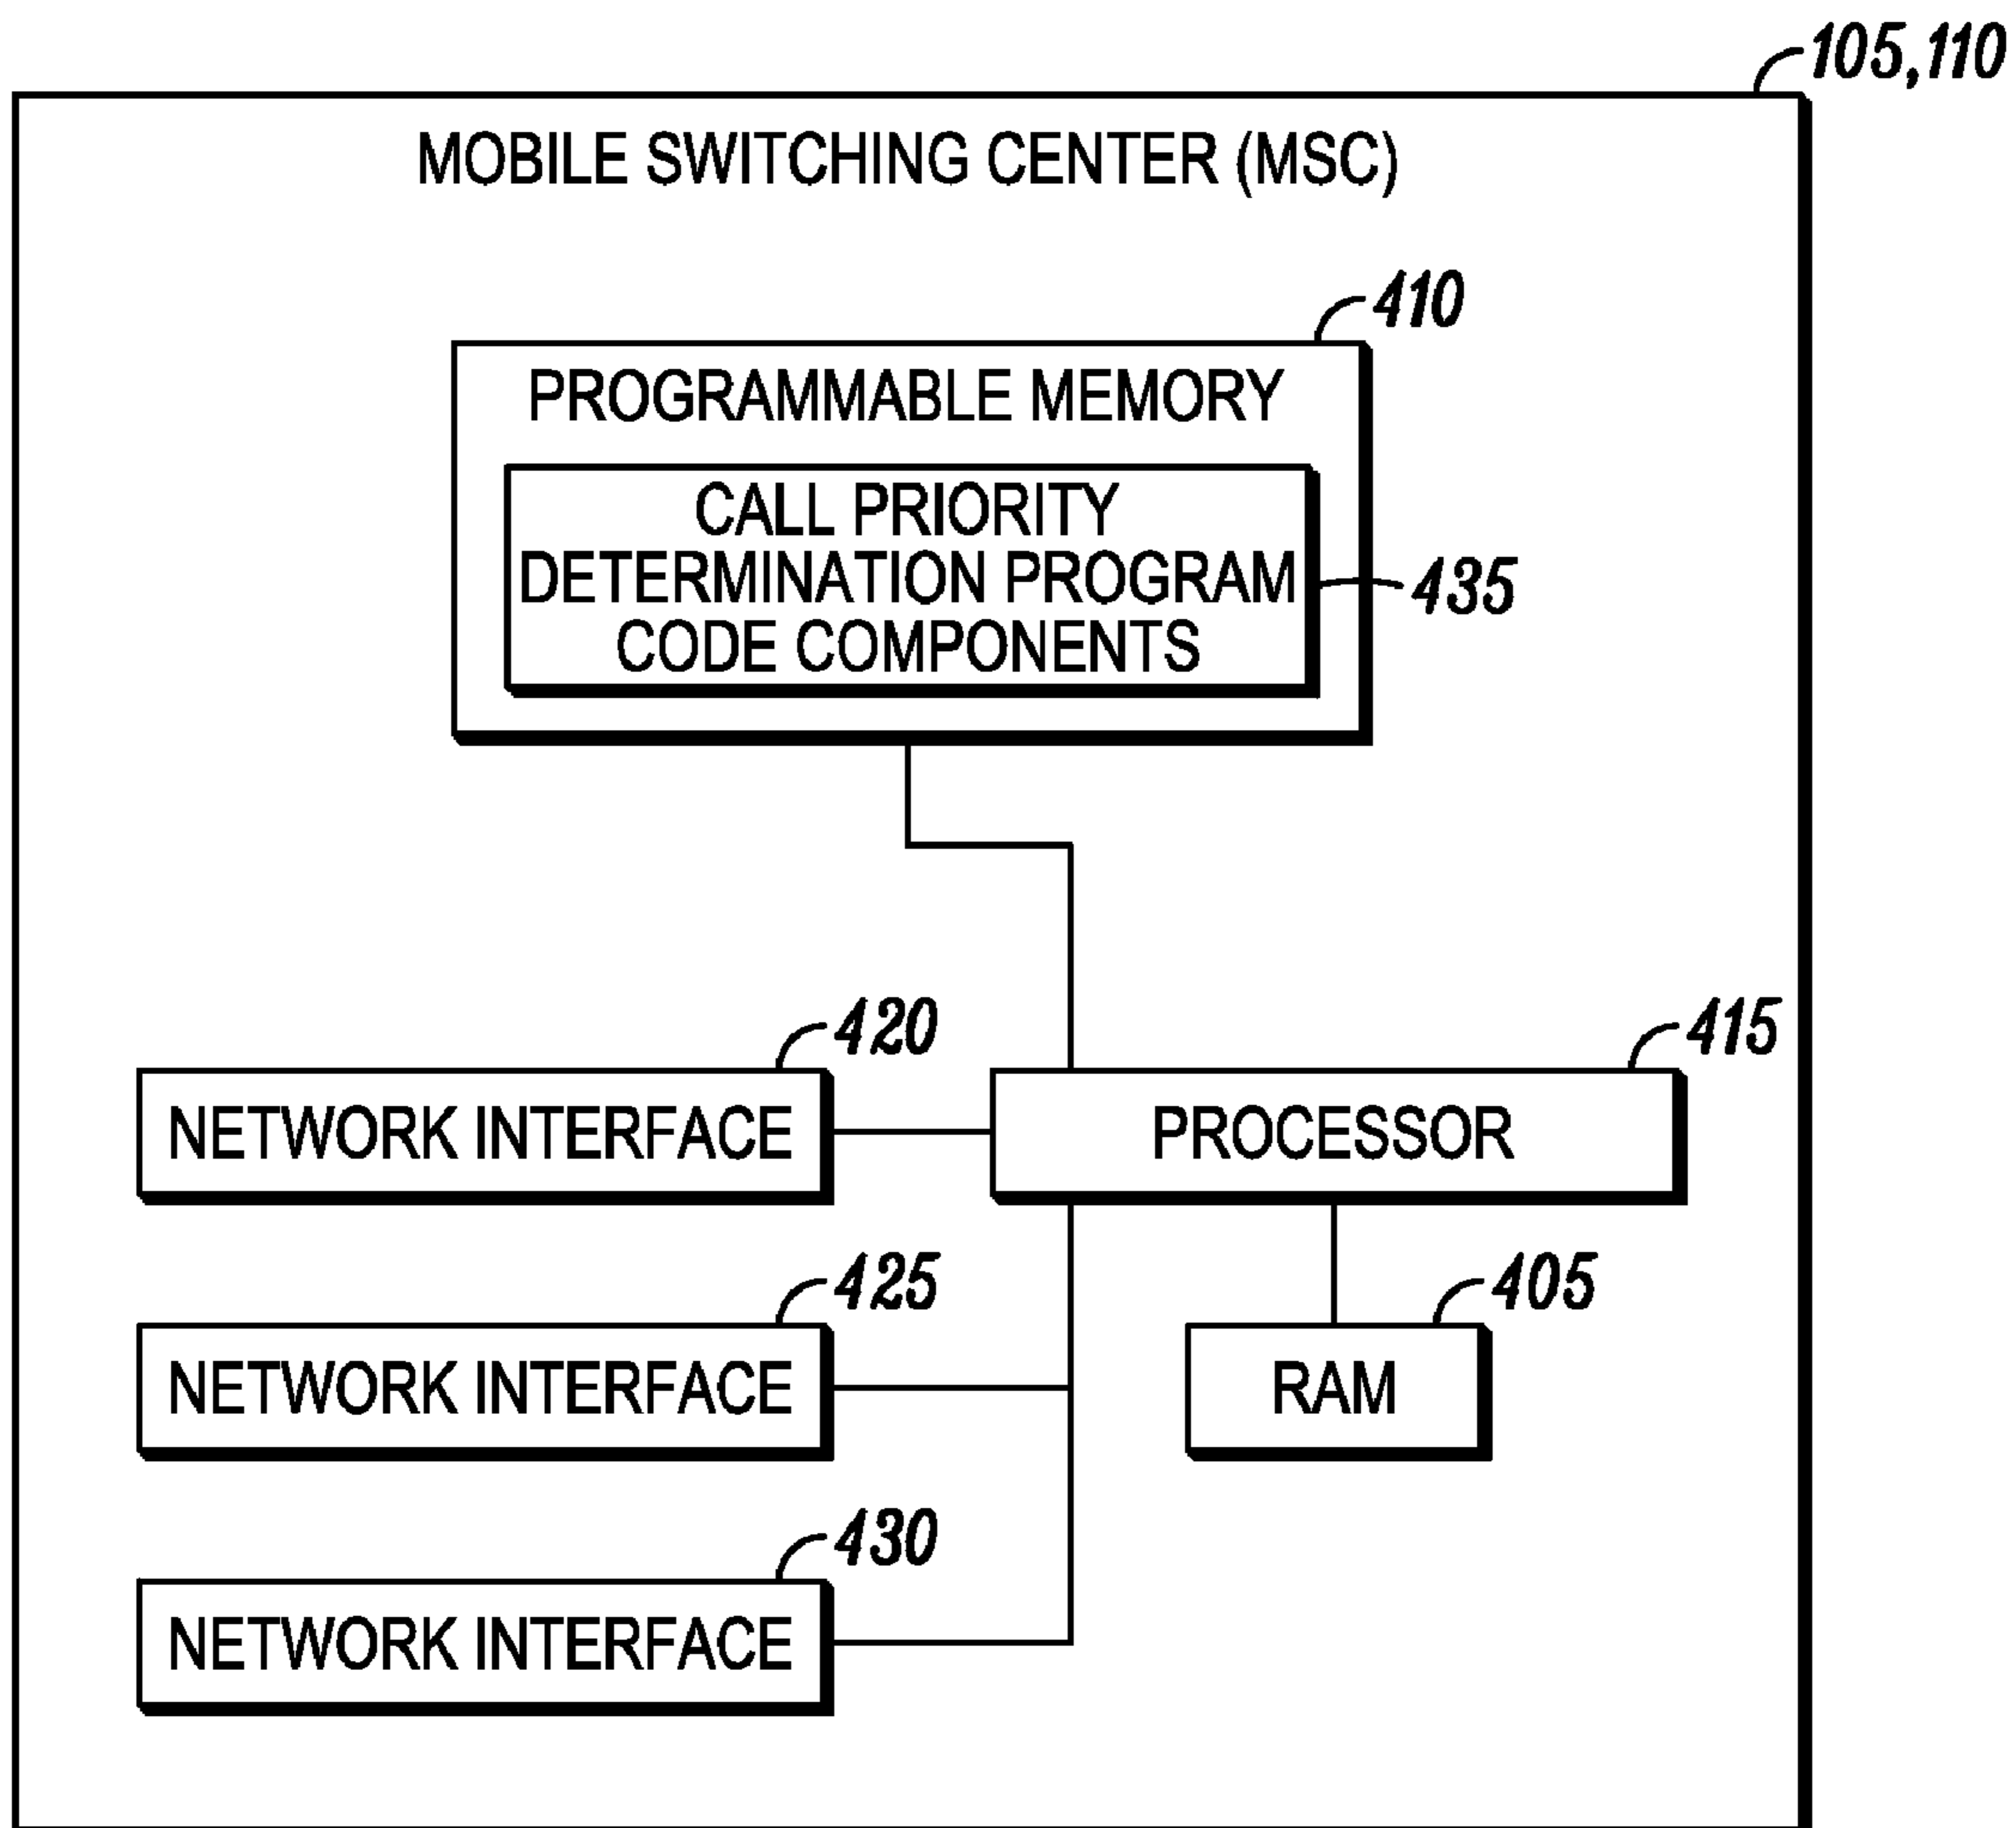 105,110
MOBILE SWITCHING CENTER (MSC)
410
PROGRAMMABLE MEMORY
CALL PRIORITY
DETERMINATION PROGRAM
CODE COMPONENTS
435
420
415
NETWORK INTERFACE
PROCESSOR
425
405
NETWORK INTERFACE
RAM
430
NETWORK INTERFACE